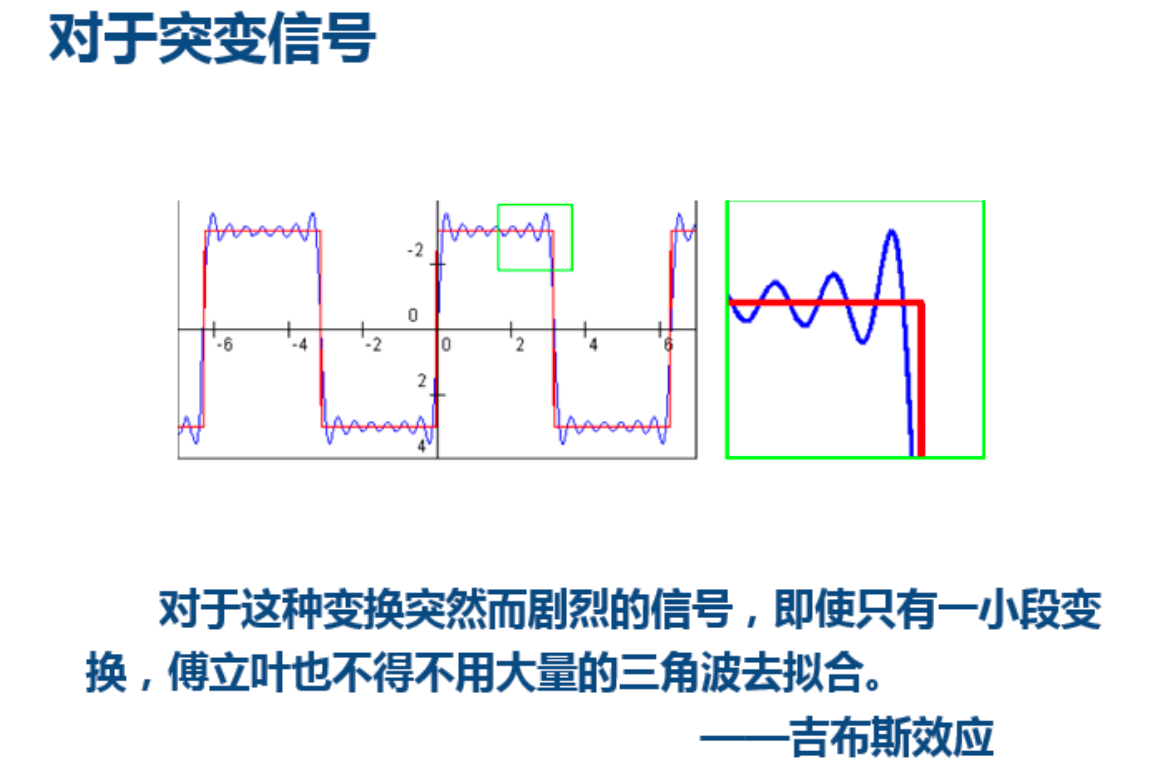 对于突变信号
-2
0
-6 -4 -2 0 2 4 6
2
4
对于这种变换突然而剧烈的信号，即使只有一小段变
换，傅立叶也不得不用大量的三角波去拟合。
——吉布斯效应